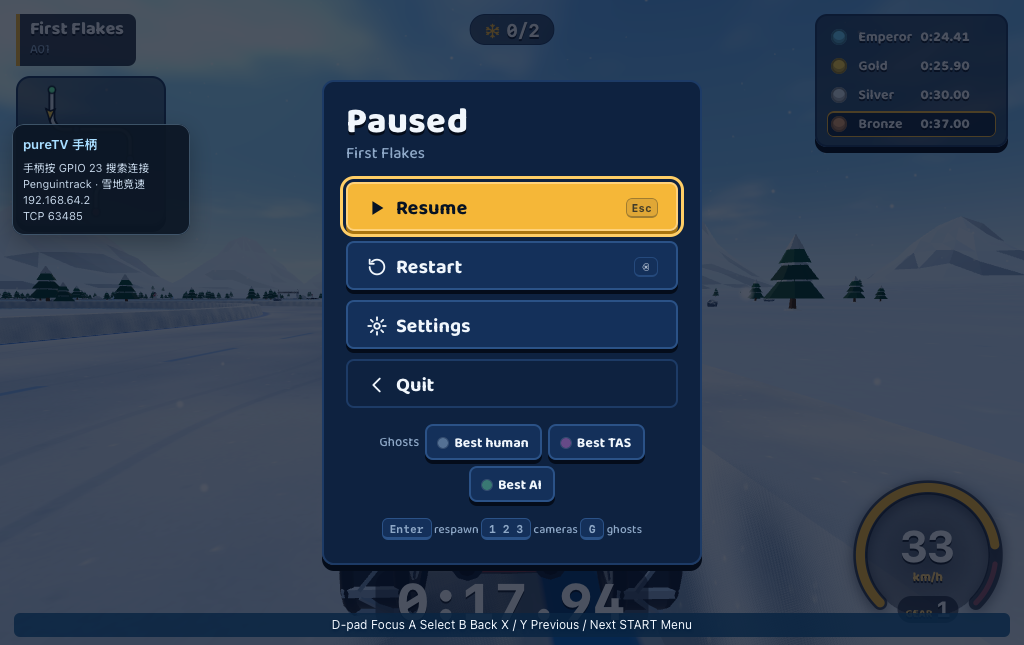 First Flakes
A01
0/2
Emperor 0:24.41
Gold 0:25.90
Silver 0:30.00
Bronze 0:37.00
pureTV 手柄
手柄按 GPIO 23 搜索连接
Penguintrack · 雪地竞速
192.168.64.2
TCP 63485
Paused
First Flakes
Resume Esc
Restart
Settings
Quit
Ghosts Best human Best TAS
Best AI
Enter respawn 1 2 3 cameras G ghosts
33
km/h
GEAR 1
0:17.94
D-pad Focus A Select B Back X / Y Previous / Next START Menu